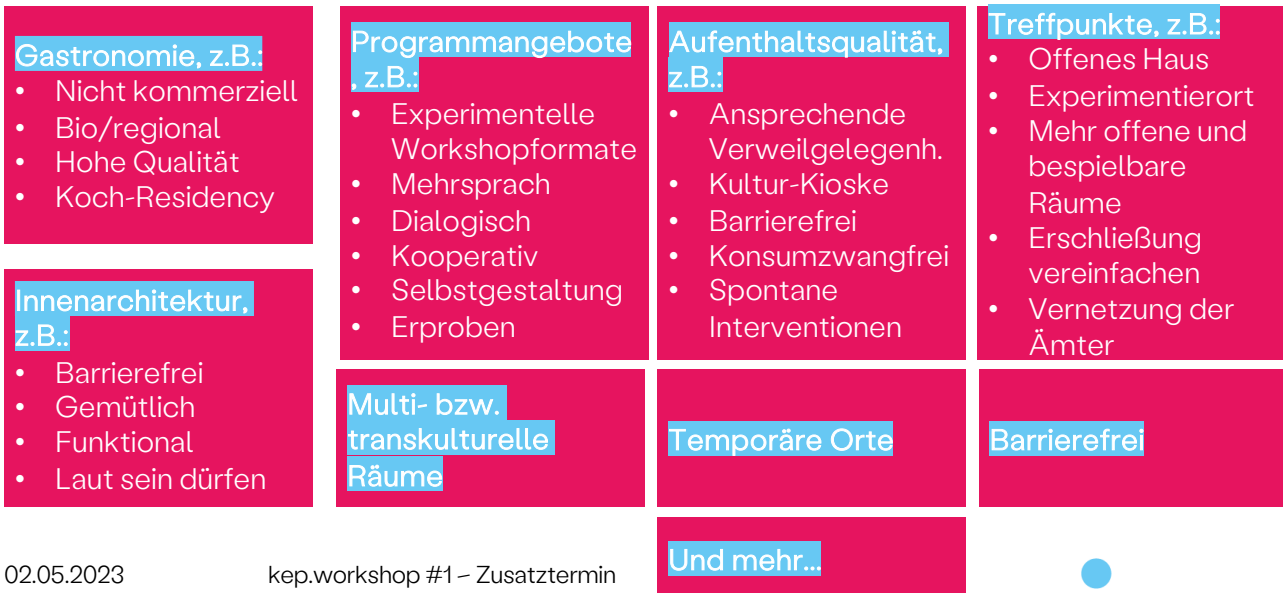 Gastronomie, z.B.:
• Nicht kommerziell
• Bio/regional
• Hohe Qualität
• Koch-Residency
Innenarchitektur,
z.B.:
• Barrierefrei
• Gemütlich
• Funktional
• Laut sein dürfen
Programmangebote
, z.B.:
• Experimentelle
Workshopformate
• Mehrsprach
• Dialogisch
• Kooperativ
• Selbstgestaltung
• Erproben
Multi- bzw.
transkulturelle
Räume
Aufenthaltsqualität,
z.B.:
• Ansprechende
Verweilgelegenh.
• Kultur-Kioske
• Barrierefrei
• Konsumzwangfrei
• Spontane
Interventionen
Temporäre Orte
Und mehr...
Treffpunkte, z.B.:
• Offenes Haus
• Experimentierort
• Mehr offene und
bespielbare
Räume
• Erschließung
vereinfachen
• Vernetzung der
Ämter
Barrierefrei
02.05.2023
kep.workshop #1 – Zusatztermin